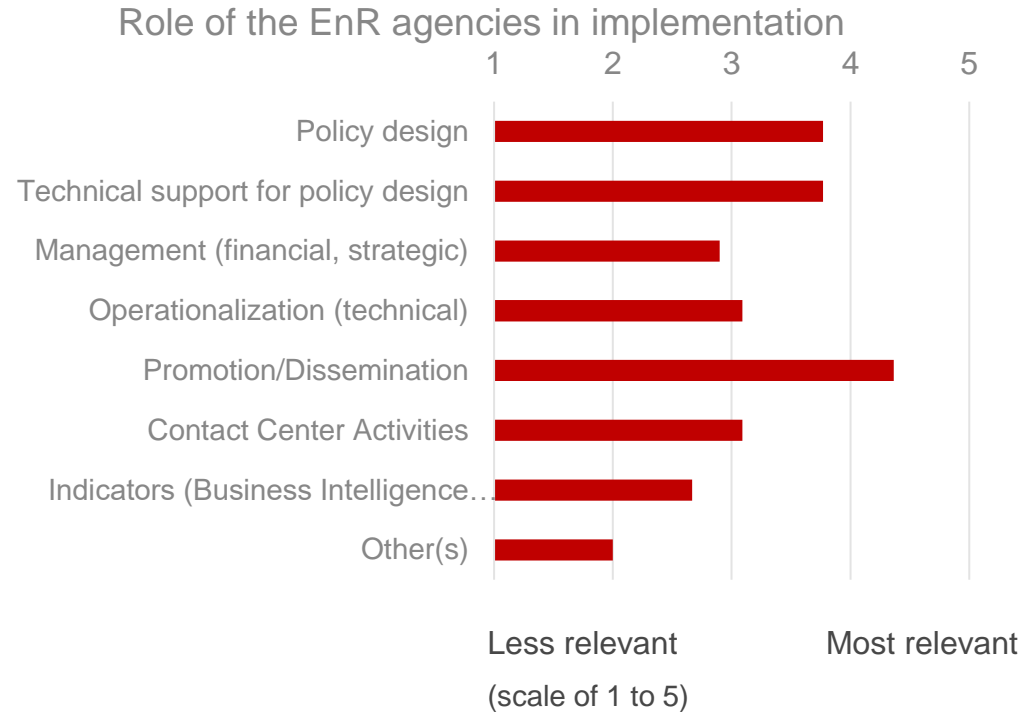 Role of the EnR agencies in implementation
1 2 3 4 5
Policy design
Technical support for policy design
Management (financial, strategic)
Operationalization (technical)
Promotion/Dissemination
Contact Center Activities
Indicators (Business Intelligence…
Other(s)
Less relevant Most relevant
(scale of 1 to 5)